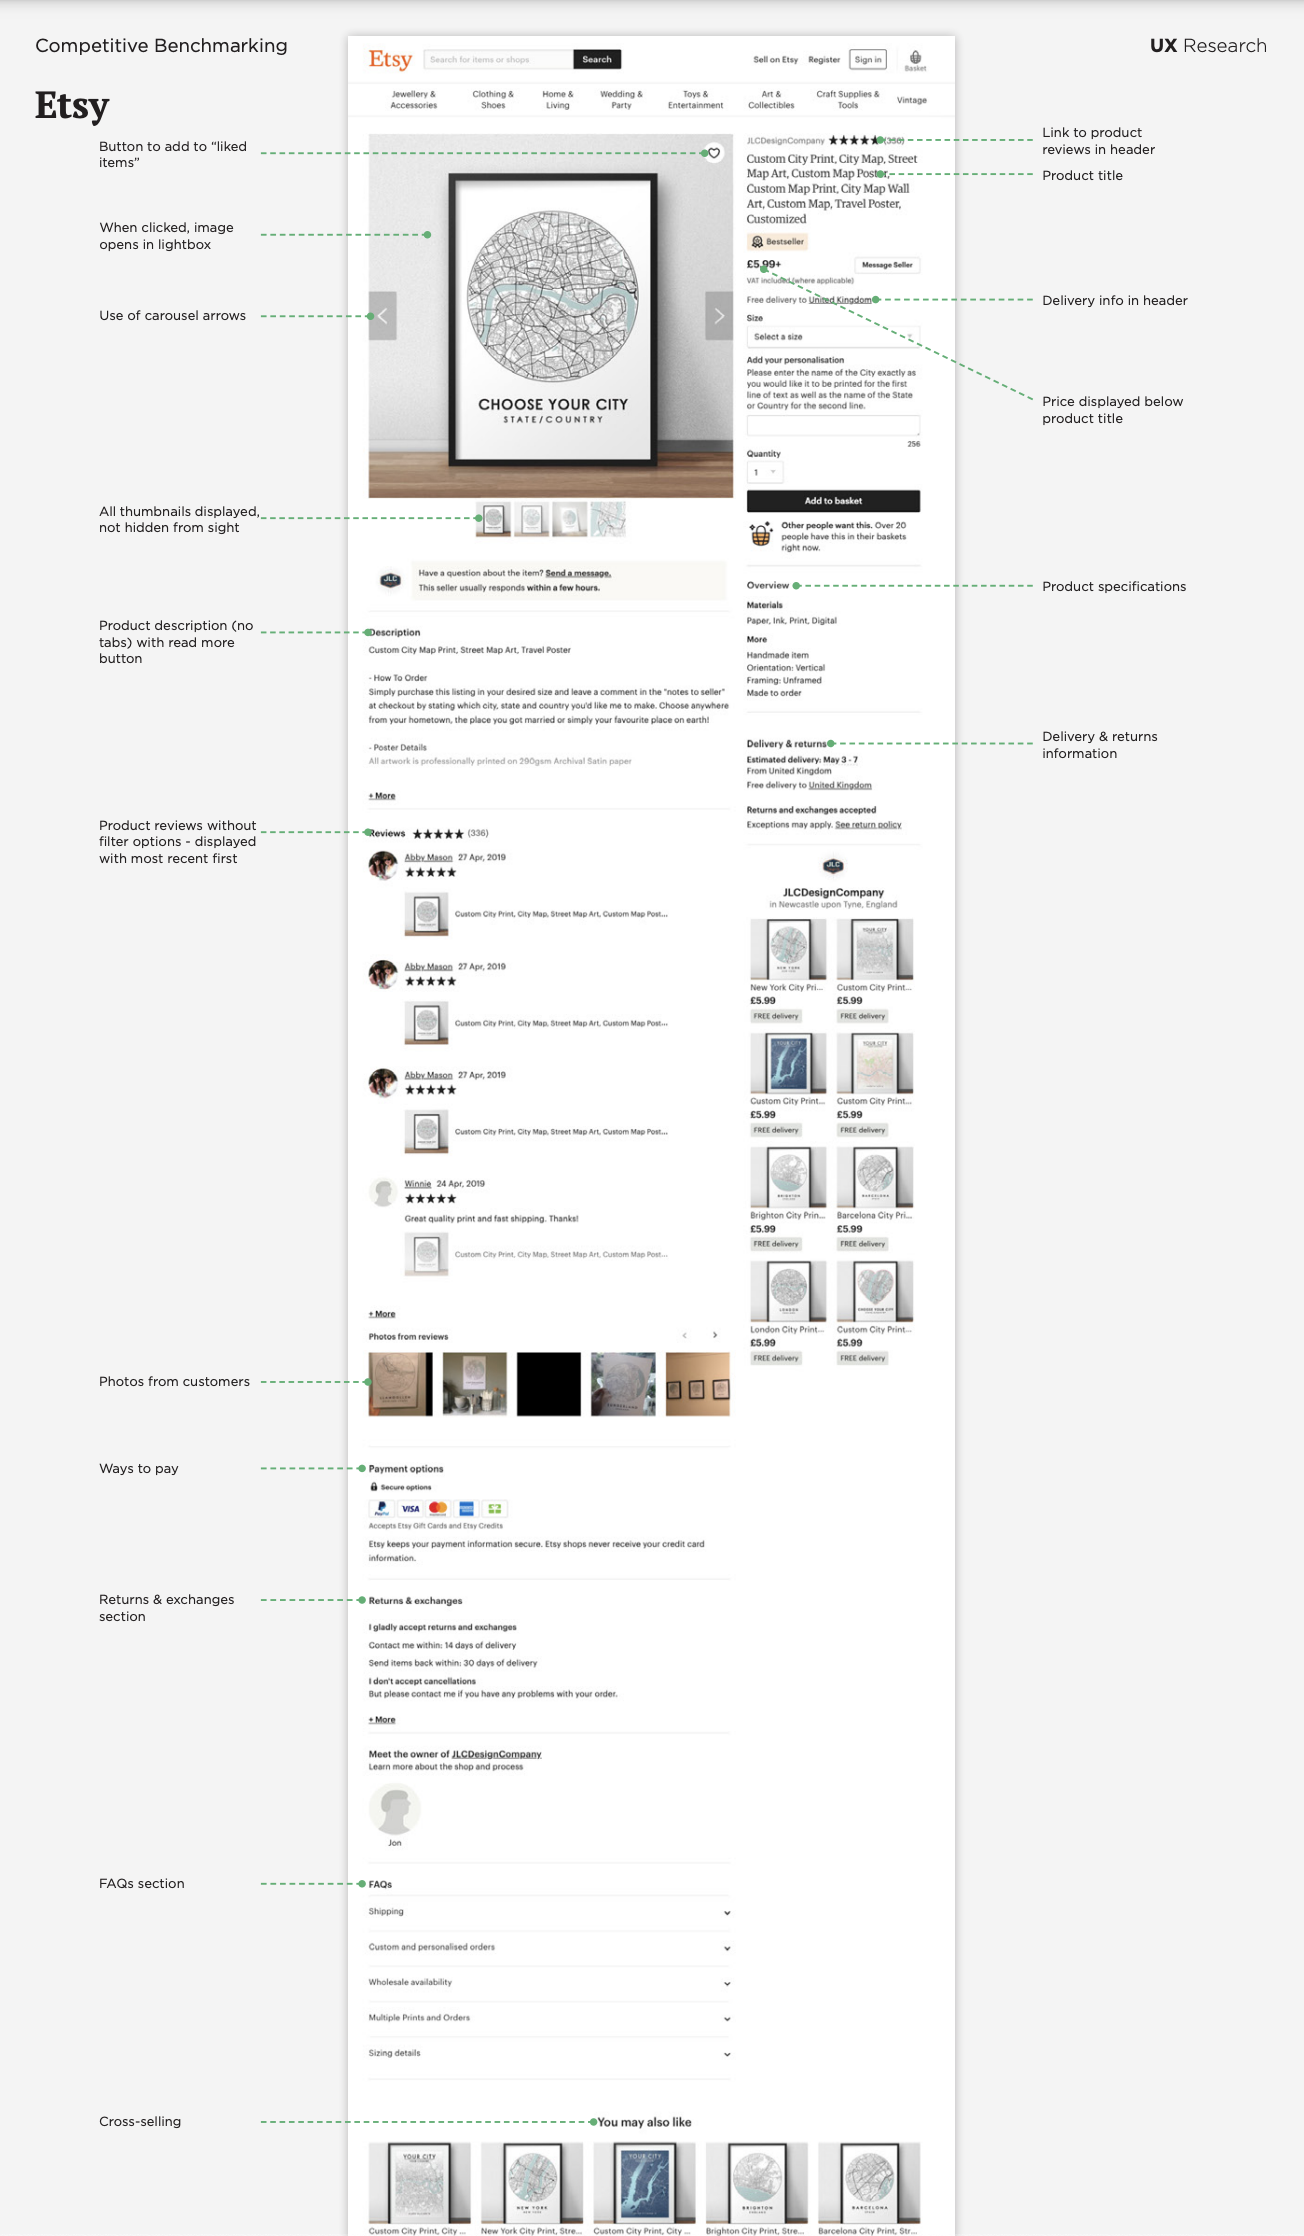 Competitive Benchmarking
UX Research
Etsy
Button to add to “liked
items”
When clicked, image
opens in lightbox
Use of carousel arrows
All thumbnails displayed,
not hidden from sight
Product description (no
tabs) with read more
button
Product reviews without
filter options - displayed
with most recent first
Photos from customers
Ways to pay
Returns & exchanges
section
FAQs section
Cross-selling
Etsy
Search for items or shops
Search
Sell on Etsy
Register
Sign in
Basket
Jewellery &
Accessories
Clothing &
Shoes
Home &
Living
Wedding &
Party
Toys &
Entertainment
Art &
Collectibles
Craft Supplies &
Tools
Vintage
CHOOSE YOUR CITY
STATE/COUNTRY
JLC
Have a question about the item? Send a message.
This seller usually responds within a few hours.
Description
Custom City Map Print, Street Map Art, Travel Poster
- How To Order
Simply purchase this listing in your desired size and leave a comment in the "notes to seller"
at checkout by stating which city, state and country you'd like me to make. Choose anywhere
from your hometown, the place you got married or simply your favourite place on earth!
- Poster Details
All artwork is professionally printed on 290gsm Archival Satin paper
+ More
Reviews ★★★★★ (336)
Abby Mason 27 Apr, 2019
★★★★★
Custom City Print, City Map, Street Map Art, Custom Map Post...
Abby Mason 27 Apr, 2019
★★★★★
Custom City Print, City Map, Street Map Art, Custom Map Post...
Abby Mason 27 Apr, 2019
★★★★★
Custom City Print, City Map, Street Map Art, Custom Map Post...
Winnie 24 Apr, 2019
★★★★★
Great quality print and fast shipping. Thanks!
Custom City Print, City Map, Street Map Art, Custom Map Post...
+ More
Photos from reviews
Payment options
Secure options
PayPal
VISA
Accepts Etsy Gift Cards and Etsy Credits
Etsy keeps your payment information secure. Etsy shops never receive your credit card
information.
Returns & exchanges
I gladly accept returns and exchanges
Contact me within: 14 days of delivery
Send items back within: 30 days of delivery
I don't accept cancellations
But please contact me if you have any problems with your order.
+ More
Meet the owner of JLCDesignCompany
Learn more about the shop and process
Jon
FAQs
Shipping
Custom and personalised orders
Wholesale availability
Multiple Prints and Orders
Sizing details
JLCDesignCompany ★★★★★ (336)
Custom City Print, City Map, Street
Map Art, Custom Map Poster,
Custom Map Print, City Map Wall
Art, Custom Map, Travel Poster,
Customized
Bestseller
£5.99+
Message Seller
VAT included (where applicable)
Free delivery to United Kingdom
Size
Select a size
Add your personalisation
Please enter the name of the City exactly as
you would like it to be printed for the first
line of text as well as the name of the State
or Country for the second line.
256
Quantity
1
Add to basket
Other people want this. Over 20
people have this in their baskets
right now.
Overview
Materials
Paper, Ink, Print, Digital
More
Handmade item
Orientation: Vertical
Framing: Unframed
Made to order
Delivery & returns
Estimated delivery: May 3 - 7
From United Kingdom
Free delivery to United Kingdom
Returns and exchanges accepted
Exceptions may apply. See return policy
JLC
JLCDesignCompany
in Newcastle upon Tyne, England
NEW YORK
YOUR CITY
New York City Pri...
Custom City Print...
£5.99
£5.99
FREE delivery
FREE delivery
YOUR CITY
YOUR CITY
Custom City Print...
Custom City Print...
£5.99
£5.99
FREE delivery
FREE delivery
BRIGHTON
BARCELONA
Brighton City Prin...
Barcelona City Pri...
£5.99
£5.99
FREE delivery
FREE delivery
LONDON
CHOOSE YOUR CITY
London City Print...
Custom City Print...
£5.99
£5.99
FREE delivery
FREE delivery
You may also like
YOUR CITY
NEW YORK
YOUR CITY
BRIGHTON
BARCELONA
Custom City Print, City ...
New York City Print, Stre...
Custom City Print, City ...
Brighton City Print, Stre...
Barcelona City Print, Str...
Link to product
reviews in header
Product title
Delivery info in header
Price displayed below
product title
Product specifications
Delivery & returns
information